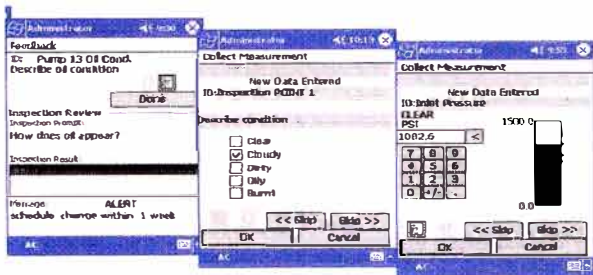 Administrator
Feedback
ID: Pump 13 Oil Cond.
Describe oil condition
Done
Inspection Review
Inspection Prompt:
How does oil appear?
Inspection Result
Message ALERT
schedule change within 1 week
Administrator
Collect Measurement
New Data Entered
ID:Inspection POINT 1
Describe condition
Clear
Cloudy
Dirty
Oily
Burnt
<< Skip Skip >>
OK Cancel
Administrator
Collect Measurement
New Data Entered
ID:Inlet Pressure
CLEAR
PSI 1500.0
1082.6 <
7 8 9
4 5 6
1 2 3
0 +/- .
0.0
<< Skip Skip >>
OK Cancel